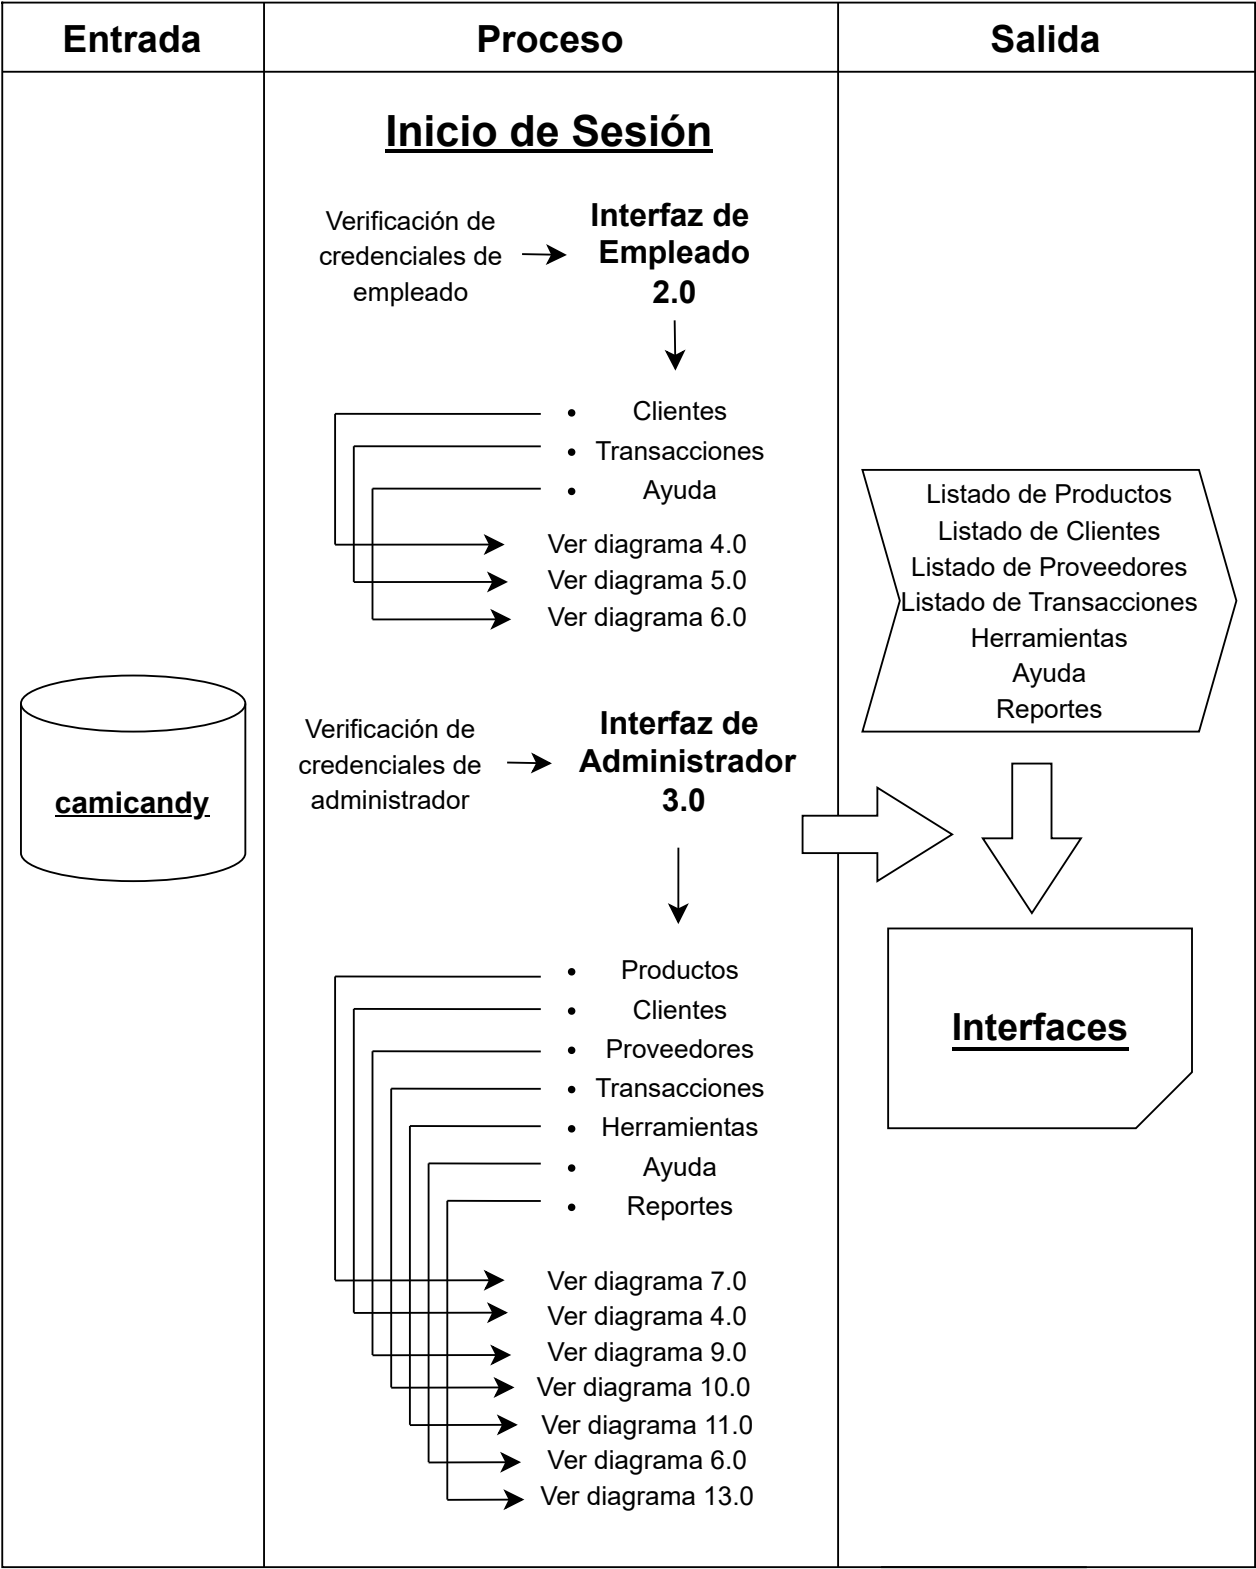 Entrada
Proceso
Salida
Inicio de Sesión
Verificación de
credenciales de
empleado
Interfaz de
Empleado
2.0
• Clientes
• Transacciones
• Ayuda
Ver diagrama 4.0
Ver diagrama 5.0
Ver diagrama 6.0
camicandy
Verificación de
credenciales de
administrador
Interfaz de
Administrador
3.0
• Productos
• Clientes
• Proveedores
• Transacciones
• Herramientas
• Ayuda
• Reportes
Ver diagrama 7.0
Ver diagrama 4.0
Ver diagrama 9.0
Ver diagrama 10.0
Ver diagrama 11.0
Ver diagrama 6.0
Ver diagrama 13.0
Listado de Productos
Listado de Clientes
Listado de Proveedores
Listado de Transacciones
Herramientas
Ayuda
Reportes
Interfaces